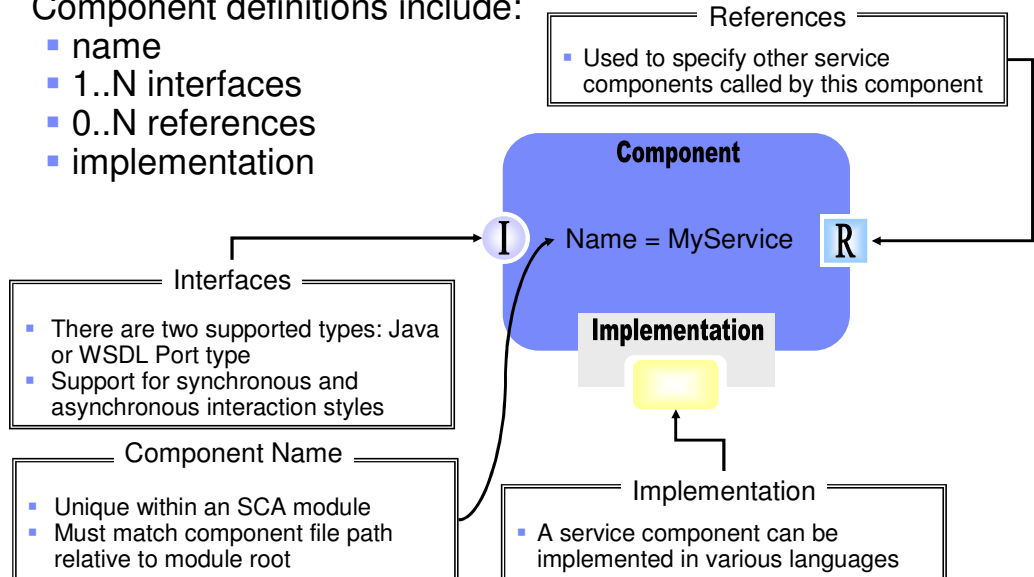 Component definitions include:
name
1..N interfaces
0..N references
implementation
References
Used to specify other service
components called by this component
Component
I
Name = MyService
R
Implementation
Interfaces
There are two supported types: Java
or WSDL Port type
Support for synchronous and
asynchronous interaction styles
Component Name
Unique within an SCA module
Must match component file path
relative to module root
Implementation
A service component can be
implemented in various languages